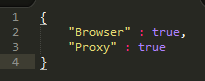 1 {
2     "Browser" : true,
3     "Proxy" : true
4 }